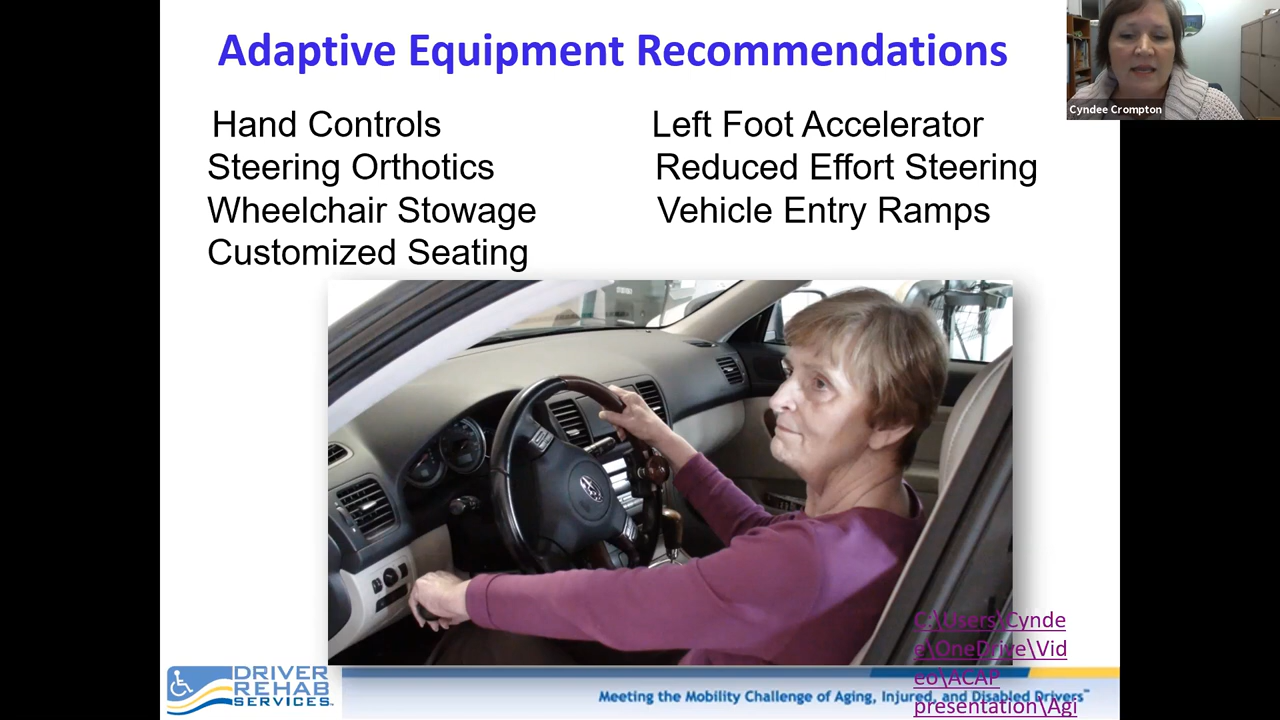 Adaptive Equipment Recommendations
Cyndee Crompton
Hand Controls
Left Foot Accelerator
Steering Orthotics
Reduced Effort Steering
Wheelchair Stowage
Vehicle Entry Ramps
Customized Seating
C:\Users\Cynde
e\OneDrive\Vid
eo\ACAP
presentation\Agi
DRIVER
REHAB
SERVICES
Meeting the Mobility Challenge of Aging, Injured, and Disabled Drivers™